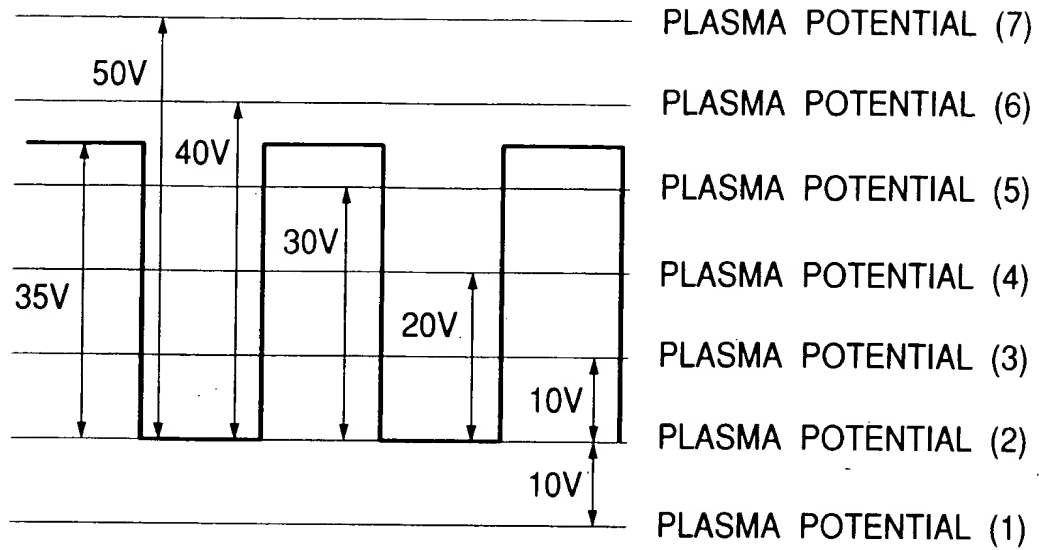 PLASMA POTENTIAL (7)
50V
PLASMA POTENTIAL (6)
40V
PLASMA POTENTIAL (5)
30V
PLASMA POTENTIAL (4)
35V
20V
PLASMA POTENTIAL (3)
10V
PLASMA POTENTIAL (2)
10V
PLASMA POTENTIAL (1)